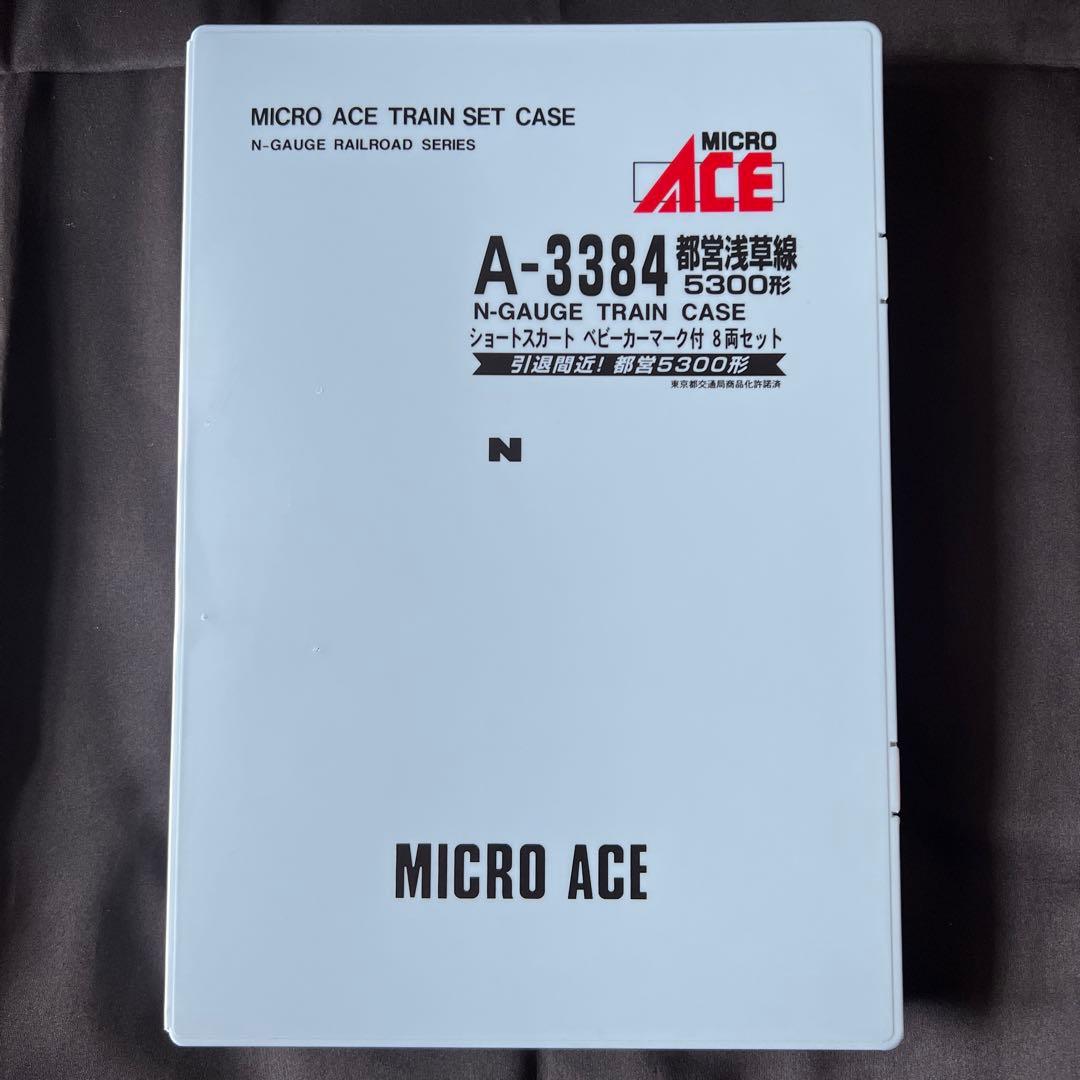 MICRO ACE TRAIN SET CASE
N-GAUGE RAILROAD SERIES
MICRO
ACE
A-3384 都営浅草線
5300形
N-GAUGE TRAIN CASE
ショートスカート ベビーカーマーク付 8両セット
引退間近! 都営5300形
東京都交通局商品化許諾済
N
MICRO ACE